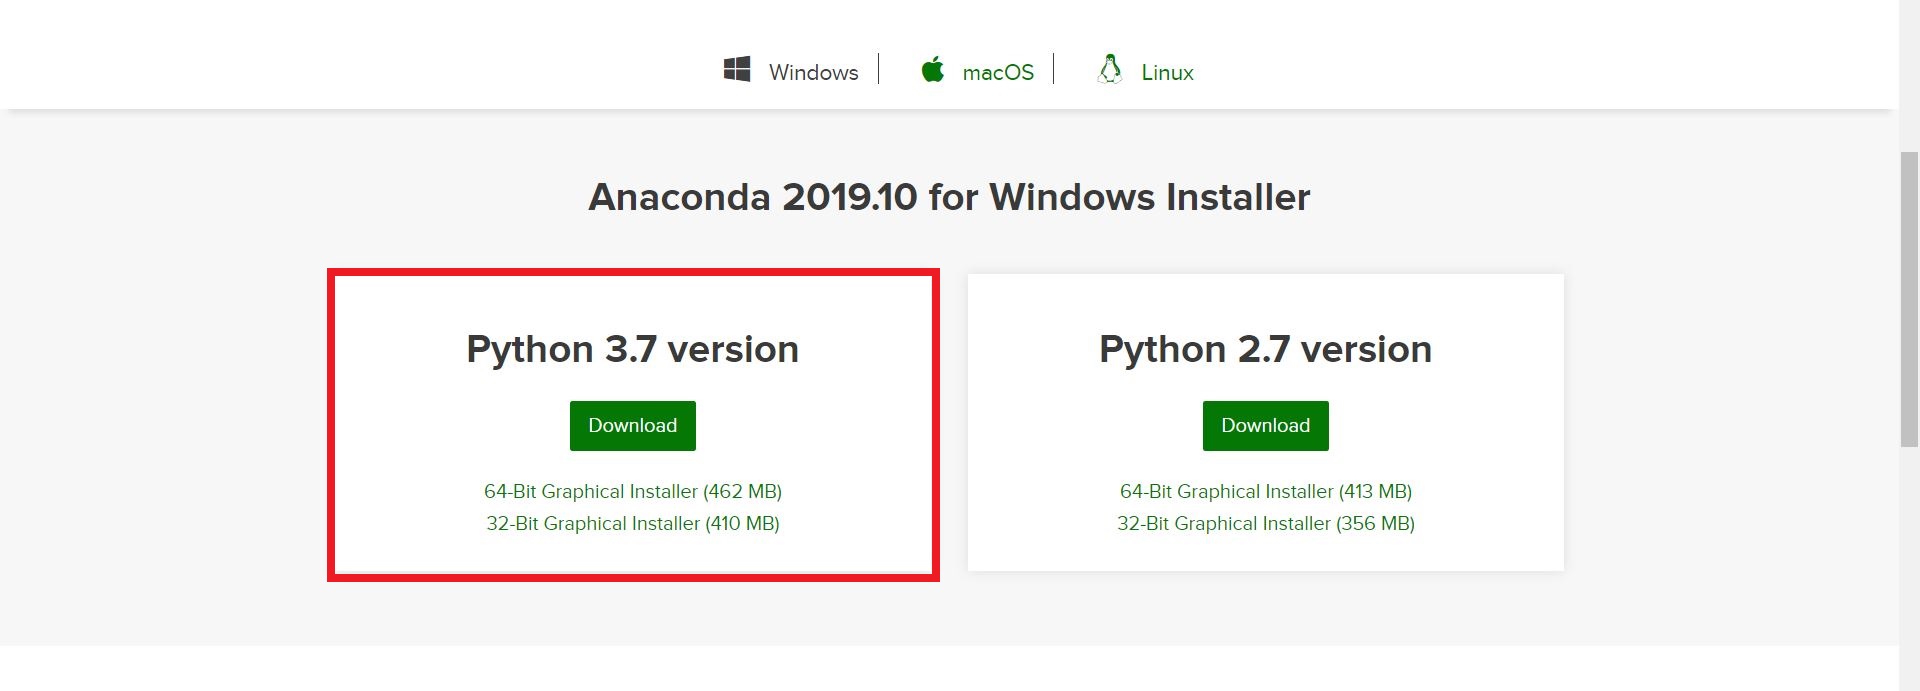 Windows macOS Linux
Anaconda 2019.10 for Windows Installer
Python 3.7 version
Download
64-Bit Graphical Installer (462 MB)
32-Bit Graphical Installer (410 MB)
Python 2.7 version
Download
64-Bit Graphical Installer (413 MB)
32-Bit Graphical Installer (356 MB)